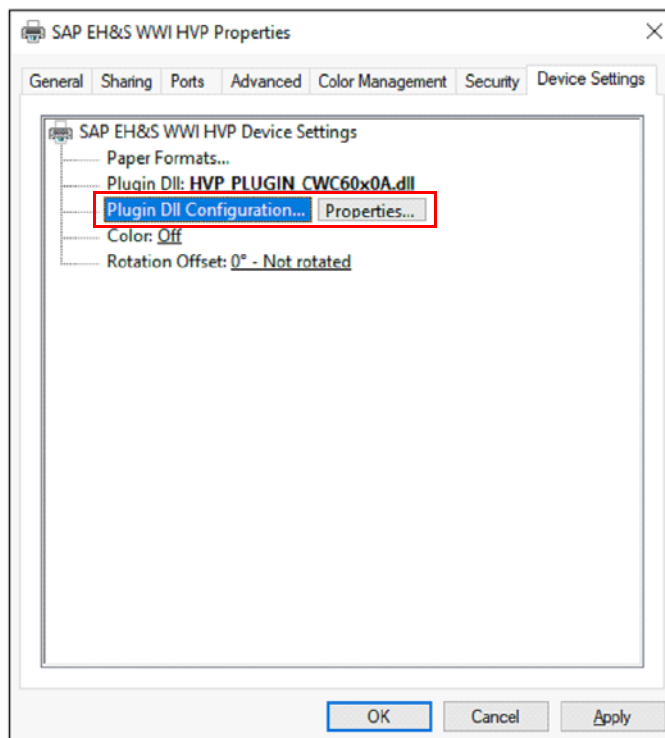 SAP EH&S WWI HVP Properties
General Sharing Ports Advanced Color Management Security Device Settings
SAP EH&S WWI HVP Device Settings
Paper Formats...
Plugin Dll: HVP_PLUGIN_CWC60x0A.dll
Plugin Dll Configuration... Properties...
Color: Off
Rotation Offset: 0° - Not rotated
OK Cancel Apply